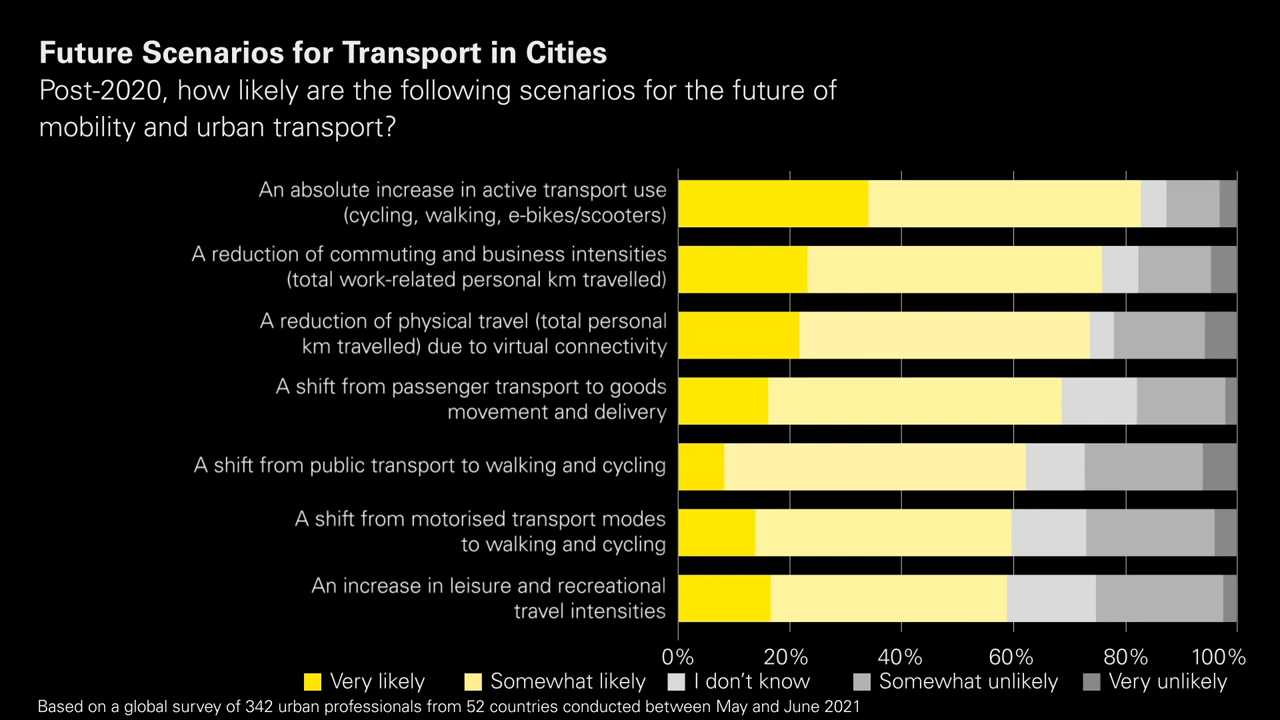 Future Scenarios for Transport in Cities
Post-2020, how likely are the following scenarios for the future of
mobility and urban transport?
An absolute increase in active transport use
(cycling, walking, e-bikes/scooters)
A reduction of commuting and business intensities
(total work-related personal km travelled)
A reduction of physical travel (total personal
km travelled) due to virtual connectivity
A shift from passenger transport to goods
movement and delivery
A shift from public transport to walking and cycling
A shift from motorised transport modes
to walking and cycling
An increase in leisure and recreational
travel intensities
0% 20% 40% 60% 80% 100%
Very likely Somewhat likely I don't know Somewhat unlikely Very unlikely
Based on a global survey of 342 urban professionals from 52 countries conducted between May and June 2021